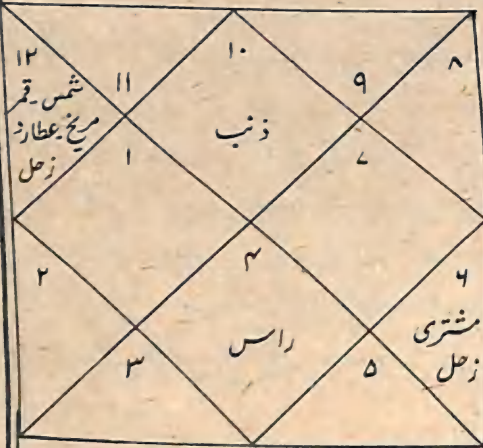 ۱۲
شمس قمر
مریخ عطارد
زحل
۱۱
۱۰
ذنب
۹
۸
۱
۷
۲
۴
راس
۳
۵
۶
مشتری
زحل